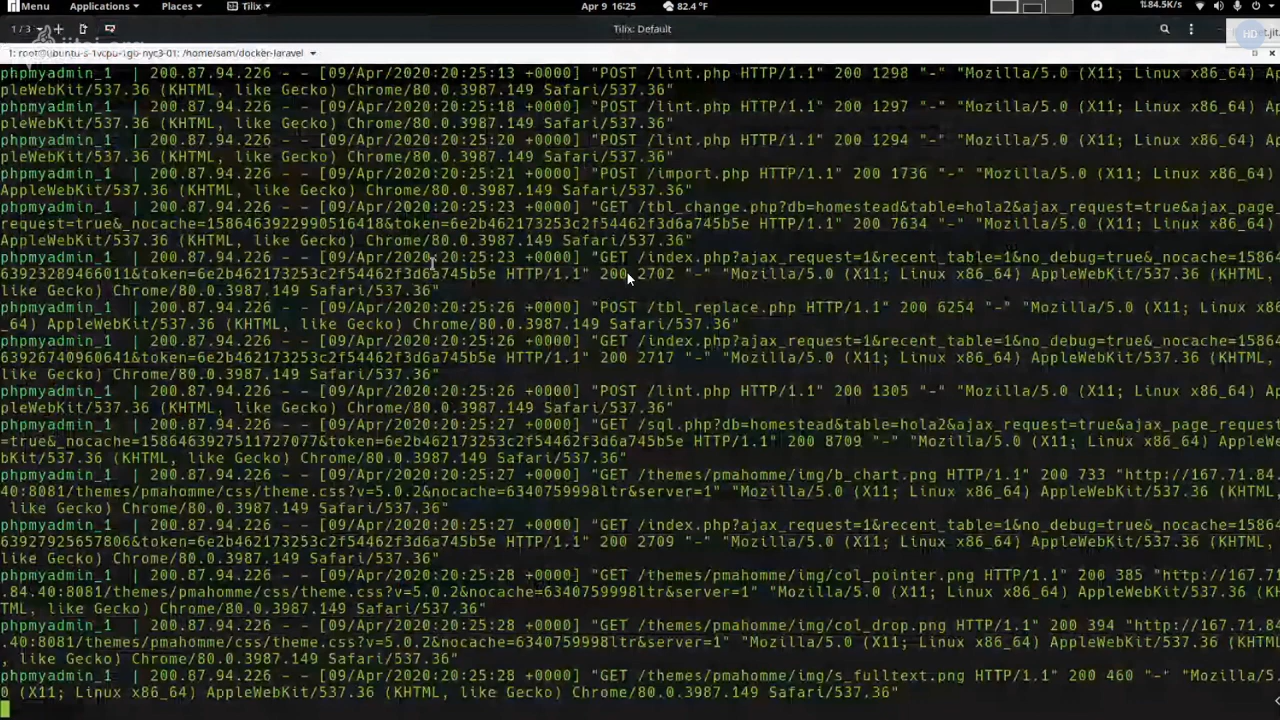 Menu Applications Places Tilix Apr 9 16:25 82.4 °F 184.5K/s
1 / 3 Tilix: Default HD
1: root@ubuntu-s-1vcpu-1gb-nyc3-01: /home/sam/docker-laravel
phpmyadmin_1 | 200.87.94.226 - - [09/Apr/2020:20:25:13 +0000] "POST /lint.php HTTP/1.1" 200 1298 "-" "Mozilla/5.0 (X11; Linux x86_64) Ap
pleWebKit/537.36 (KHTML, like Gecko) Chrome/80.0.3987.149 Safari/537.36"
phpmyadmin_1 | 200.87.94.226 - - [09/Apr/2020:20:25:18 +0000] "POST /lint.php HTTP/1.1" 200 1297 "-" "Mozilla/5.0 (X11; Linux x86_64) Ap
pleWebKit/537.36 (KHTML, like Gecko) Chrome/80.0.3987.149 Safari/537.36"
phpmyadmin_1 | 200.87.94.226 - - [09/Apr/2020:20:25:20 +0000] "POST /lint.php HTTP/1.1" 200 1294 "-" "Mozilla/5.0 (X11; Linux x86_64) Ap
pleWebKit/537.36 (KHTML, like Gecko) Chrome/80.0.3987.149 Safari/537.36"
phpmyadmin_1 | 200.87.94.226 - - [09/Apr/2020:20:25:21 +0000] "POST /import.php HTTP/1.1" 200 1736 "-" "Mozilla/5.0 (X11; Linux x86_64)
AppleWebKit/537.36 (KHTML, like Gecko) Chrome/80.0.3987.149 Safari/537.36"
phpmyadmin_1 | 200.87.94.226 - - [09/Apr/2020:20:25:23 +0000] "GET /tbl_change.php?db=homestead&table=hola2&ajax_request=true&ajax_page_
request=true&_nocache=1586463922990516418&token=6e2b462173253c2f54462f3d6a745b5e HTTP/1.1" 200 7634 "-" "Mozilla/5.0 (X11; Linux x86_64)
AppleWebKit/537.36 (KHTML, like Gecko) Chrome/80.0.3987.149 Safari/537.36"
phpmyadmin_1 | 200.87.94.226 - - [09/Apr/2020:20:25:23 +0000] "GET /index.php?ajax_request=1&recent_table=1&no_debug=true&_nocache=15864
63923289466011&token=6e2b462173253c2f54462f3d6a745b5e HTTP/1.1" 200 2702 "-" "Mozilla/5.0 (X11; Linux x86_64) AppleWebKit/537.36 (KHTML,
like Gecko) Chrome/80.0.3987.149 Safari/537.36"
phpmyadmin_1 | 200.87.94.226 - - [09/Apr/2020:20:25:26 +0000] "POST /tbl_replace.php HTTP/1.1" 200 6254 "-" "Mozilla/5.0 (X11; Linux x86
_64) AppleWebKit/537.36 (KHTML, like Gecko) Chrome/80.0.3987.149 Safari/537.36"
phpmyadmin_1 | 200.87.94.226 - - [09/Apr/2020:20:25:26 +0000] "GET /index.php?ajax_request=1&recent_table=1&no_debug=true&_nocache=15864
63926740960641&token=6e2b462173253c2f54462f3d6a745b5e HTTP/1.1" 200 2717 "-" "Mozilla/5.0 (X11; Linux x86_64) AppleWebKit/537.36 (KHTML,
like Gecko) Chrome/80.0.3987.149 Safari/537.36"
phpmyadmin_1 | 200.87.94.226 - - [09/Apr/2020:20:25:26 +0000] "POST /lint.php HTTP/1.1" 200 1305 "-" "Mozilla/5.0 (X11; Linux x86_64) Ap
pleWebKit/537.36 (KHTML, like Gecko) Chrome/80.0.3987.149 Safari/537.36"
phpmyadmin_1 | 200.87.94.226 - - [09/Apr/2020:20:25:27 +0000] "GET /sql.php?db=homestead&table=hola2&ajax_request=true&ajax_page_request
=true&_nocache=1586463927511727077&token=6e2b462173253c2f54462f3d6a745b5e HTTP/1.1" 200 8709 "-" "Mozilla/5.0 (X11; Linux x86_64) AppleWe
bKit/537.36 (KHTML, like Gecko) Chrome/80.0.3987.149 Safari/537.36"
phpmyadmin_1 | 200.87.94.226 - - [09/Apr/2020:20:25:27 +0000] "GET /themes/pmahomme/img/b_chart.png HTTP/1.1" 200 733 "http://167.71.84.
40:8081/themes/pmahomme/css/theme.css?v=5.0.2&nocache=6340759998ltr&server=1" "Mozilla/5.0 (X11; Linux x86_64) AppleWebKit/537.36 (KHTML,
like Gecko) Chrome/80.0.3987.149 Safari/537.36"
phpmyadmin_1 | 200.87.94.226 - - [09/Apr/2020:20:25:27 +0000] "GET /index.php?ajax_request=1&recent_table=1&no_debug=true&_nocache=15864
63927925657806&token=6e2b462173253c2f54462f3d6a745b5e HTTP/1.1" 200 2709 "-" "Mozilla/5.0 (X11; Linux x86_64) AppleWebKit/537.36 (KHTML,
like Gecko) Chrome/80.0.3987.149 Safari/537.36"
phpmyadmin_1 | 200.87.94.226 - - [09/Apr/2020:20:25:28 +0000] "GET /themes/pmahomme/img/col_pointer.png HTTP/1.1" 200 385 "http://167.71
.84.40:8081/themes/pmahomme/css/theme.css?v=5.0.2&nocache=6340759998ltr&server=1" "Mozilla/5.0 (X11; Linux x86_64) AppleWebKit/537.36 (KH
TML, like Gecko) Chrome/80.0.3987.149 Safari/537.36"
phpmyadmin_1 | 200.87.94.226 - - [09/Apr/2020:20:25:28 +0000] "GET /themes/pmahomme/img/col_drop.png HTTP/1.1" 200 394 "http://167.71.84
.40:8081/themes/pmahomme/css/theme.css?v=5.0.2&nocache=6340759998ltr&server=1" "Mozilla/5.0 (X11; Linux x86_64) AppleWebKit/537.36 (KHTML
, like Gecko) Chrome/80.0.3987.149 Safari/537.36"
phpmyadmin_1 | 200.87.94.226 - - [09/Apr/2020:20:25:28 +0000] "GET /themes/pmahomme/img/s_fulltext.png HTTP/1.1" 200 460 "-" "Mozilla/5.
0 (X11; Linux x86_64) AppleWebKit/537.36 (KHTML, like Gecko) Chrome/80.0.3987.149 Safari/537.36"